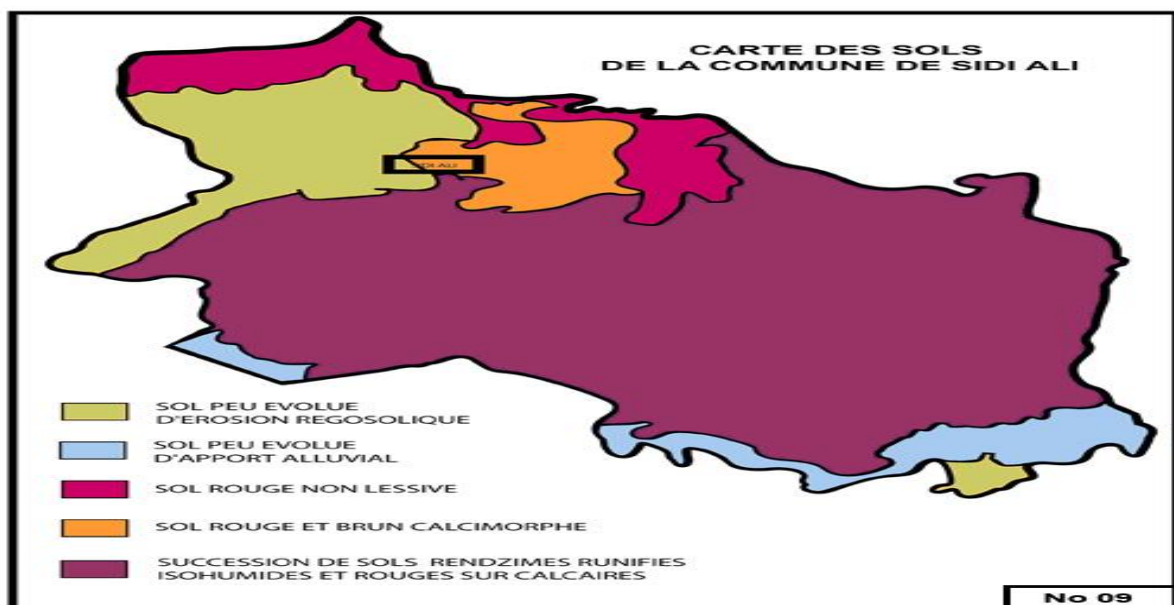 CARTE DES SOLS
DE LA COMMUNE DE SIDI ALI
IDI ALI
SOL PEU EVOLUE
D'EROSION REGOSOLIQUE
SOL PEU EVOLUE
D'APPORT ALLUVIAL
SOL ROUGE NON LESSIVE
SOL ROUGE ET BRUN CALCIMORPHE
SUCCESSION DE SOLS RENDZIMES RUNIFIES
ISOHUMIDES ET ROUGES SUR CALCAIRES
No 09